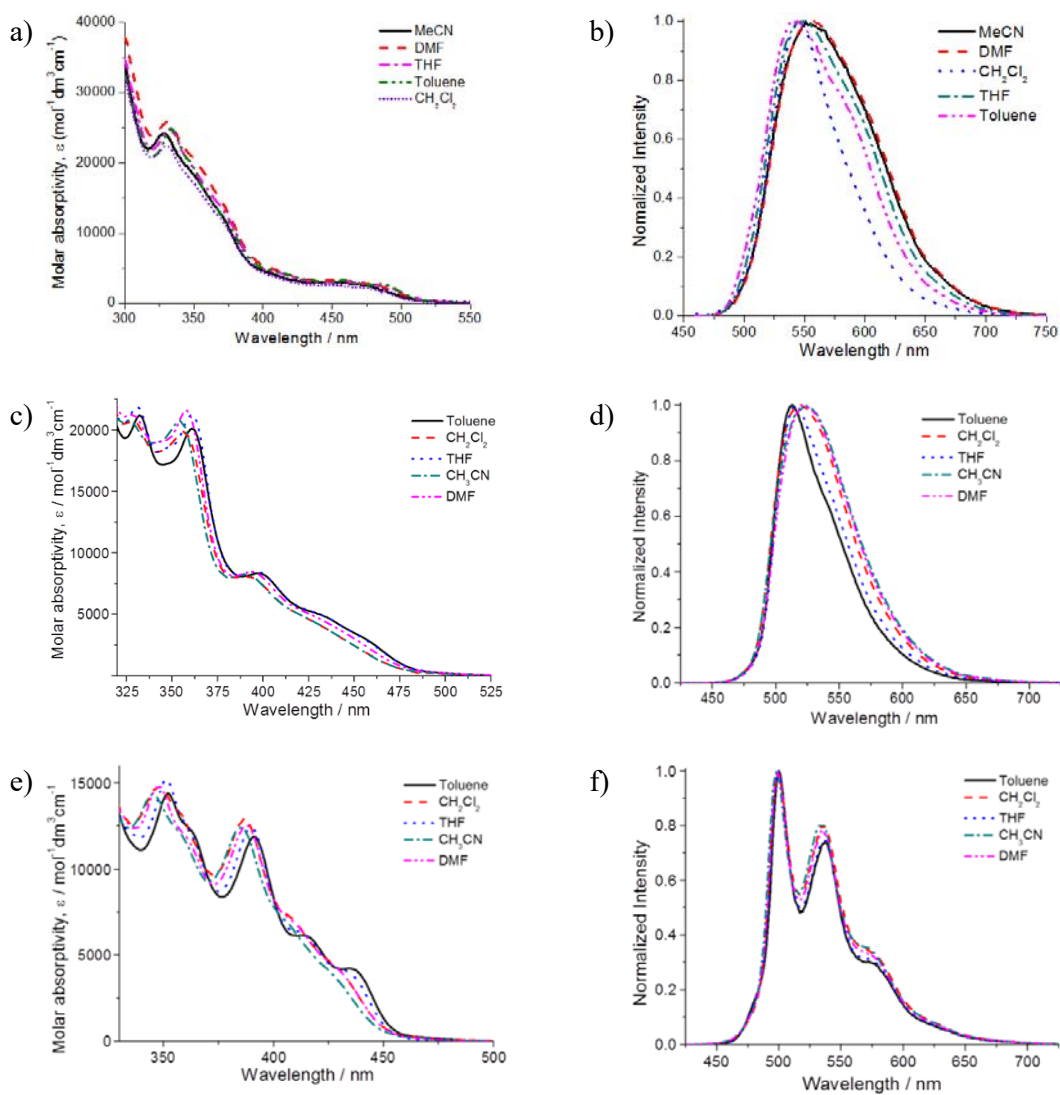 a)
40000
30000
20000
10000
0
Molar absorptivity, ε (mol⁻¹dm³cm⁻¹)
MeCN
DMF
THF
Toluene
CH₂Cl₂
300 350 400 450 500 550
Wavelength / nm
b)
1.0
0.8
0.6
0.4
0.2
0.0
Nomalized Intensity
MeCN
DMF
CH₂Cl₂
THF
Toluene
450 500 550 600 650 700 750
Wavelength / nm
c)
20000
15000
10000
5000
Molar absorptivity, ε / mol⁻¹dm³cm⁻¹
Toluene
CH₂Cl₂
THF
CH₃CN
DMF
325 350 375 400 425 450 475 500 525
Wavelength / nm
d)
1.0
0.8
0.6
0.4
0.2
0.0
Normalized Intensity
Toluene
CH₂Cl₂
THF
CH₃CN
DMF
450 500 550 600 650 700
Wavelength / nm
e)
15000
10000
5000
0
Molar absorptivity, ε / mol⁻¹dm³cm⁻¹
Toluene
CH₂Cl₂
THF
CH₃CN
DMF
350 400 450 500
Wavelength / nm
f)
1.0
0.8
0.6
0.4
0.2
0.0
Normalized Intensity
Toluene
CH₂Cl₂
THF
CH₃CN
DMF
450 500 550 600 650 700
Wavelength / nm